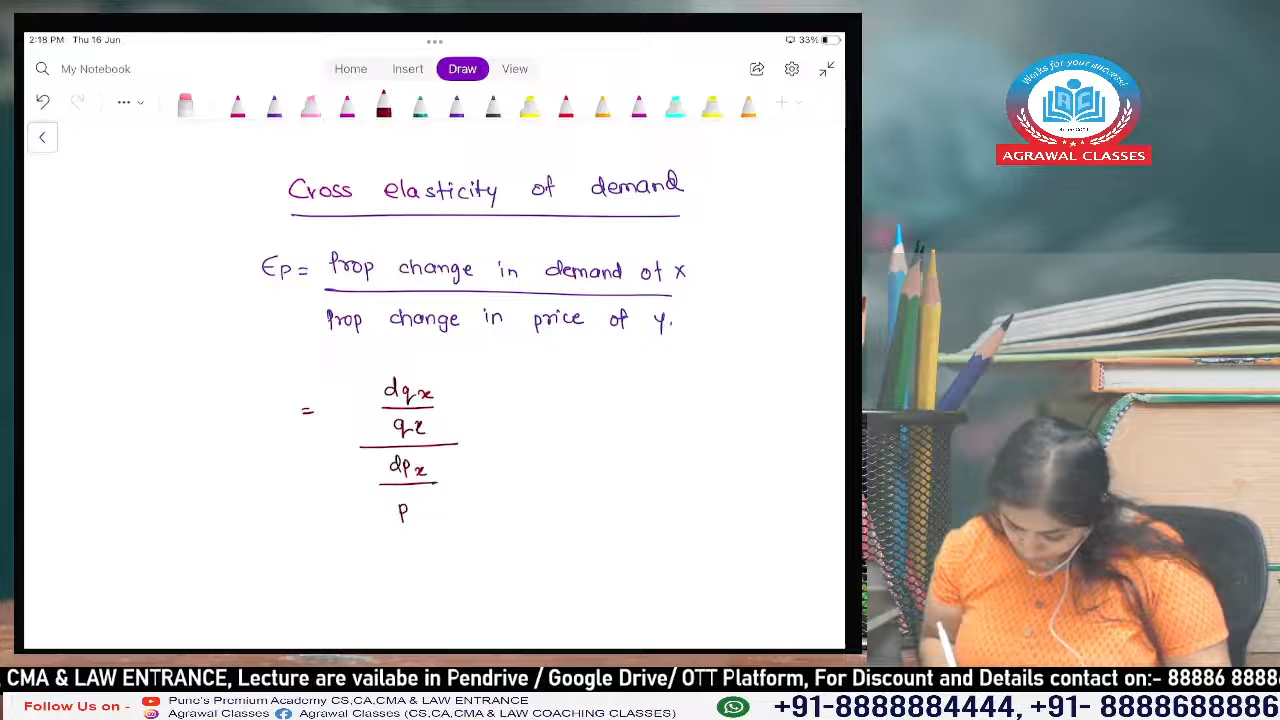 2:18 PM Thu 16 Jun
33%
My Notebook
Home Insert Draw View
Works for your success!
AGRAWAL CLASSES
Cross elasticity of demand
Ep = Prop change in demand of x
Prop change in price of y.
= dqx
qx
dpx
p
, CMA & LAW ENTRANCE, Lecture are vailabe in Pendrive / Google Drive/ OTT Platform, For Discount and Details contact on:- 88886 8888
Follow Us on -
Pune's Premium Academy CS,CA,CMA & LAW ENTRANCE
Agrawal Classes
Agrawal Classes (CS,CA,CMA & LAW COACHING CLASSES)
+91-8888884444, +91- 8888688886